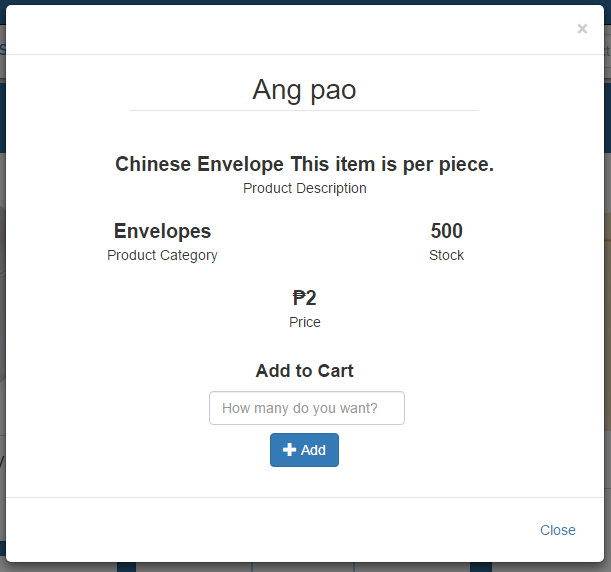 ×
Ang pao
Chinese Envelope This item is per piece.
Product Description
Envelopes
Product Category
500
Stock
₱2
Price
Add to Cart
How many do you want?
Add
Close